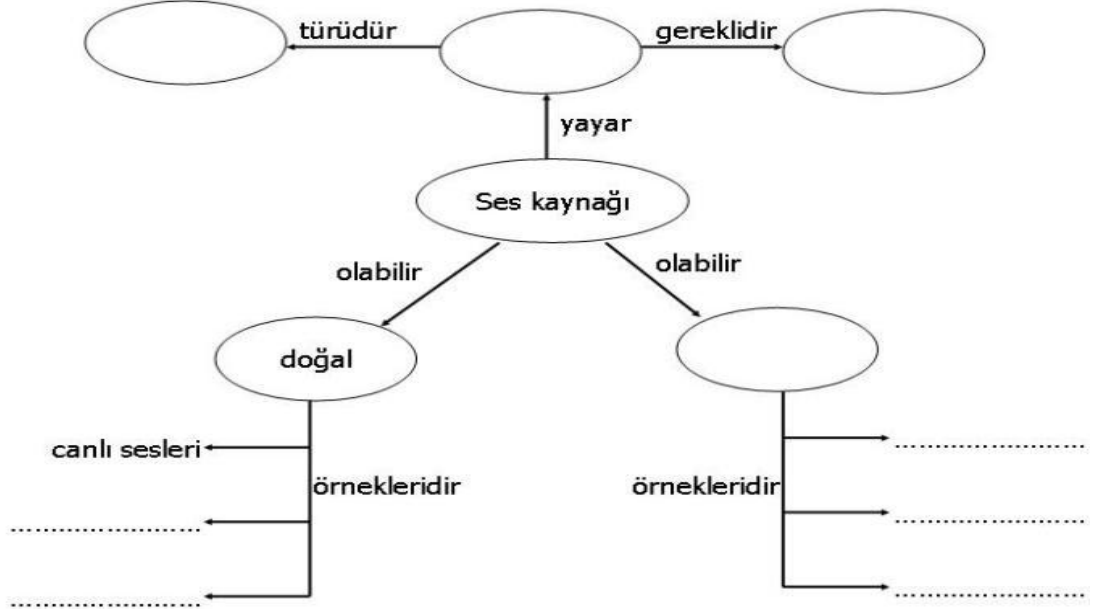 türüdür
gereklidir
yayar
Ses kaynağı
olabilir
olabilir
doğal
canlı sesleri
örnekleridir
örnekleridir
........................
........................
........................
........................
........................